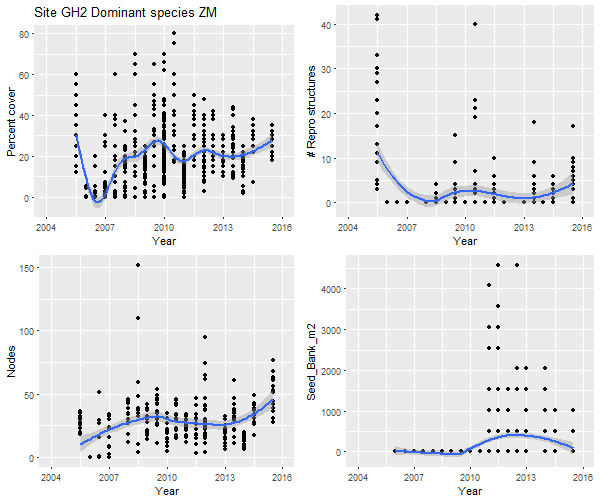 Site GH2 Dominant species ZM
Percent cover
80
60
40
20
0
2004 2007 2010 2013 2016
Year
# Repro structures
40
30
20
10
0
2004 2007 2010 2013 2016
Year
Nodes
150
100
50
0
2004 2007 2010 2013 2016
Year
Seed_Bank_m2
4000
3000
2000
1000
0
2004 2007 2010 2013 2016
Year